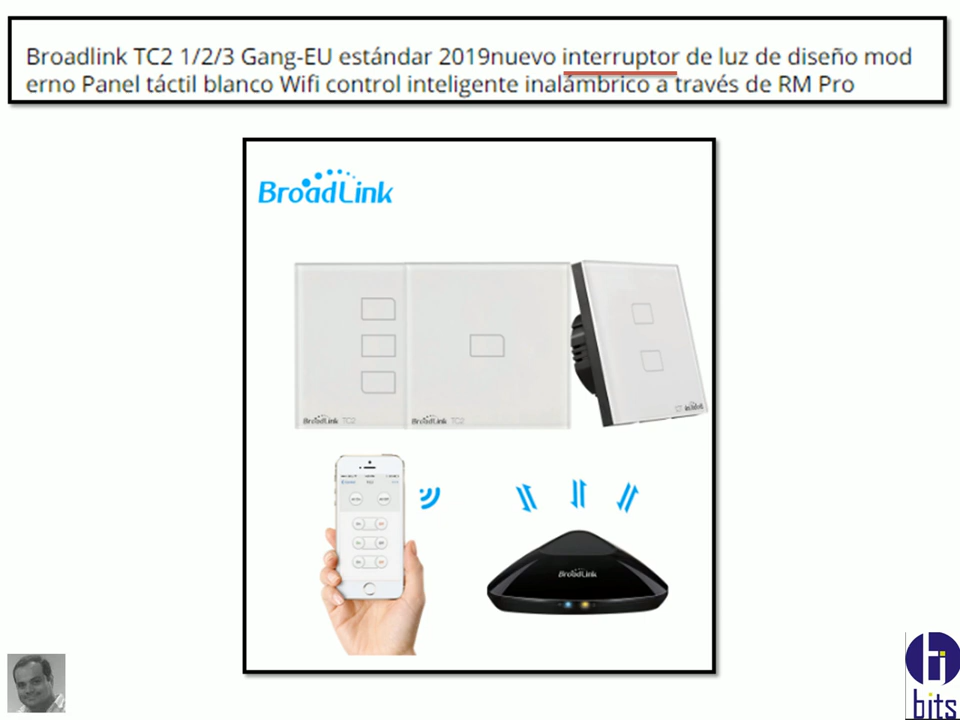 Broadlink TC2 1/2/3 Gang-EU estándar 2019nuevo interruptor de luz de diseño mod
erno Panel táctil blanco Wifi control inteligente inalámbrico a través de RM Pro
BroadLink
BroadLink TC2
BroadLink TC2
BroadLink
bits